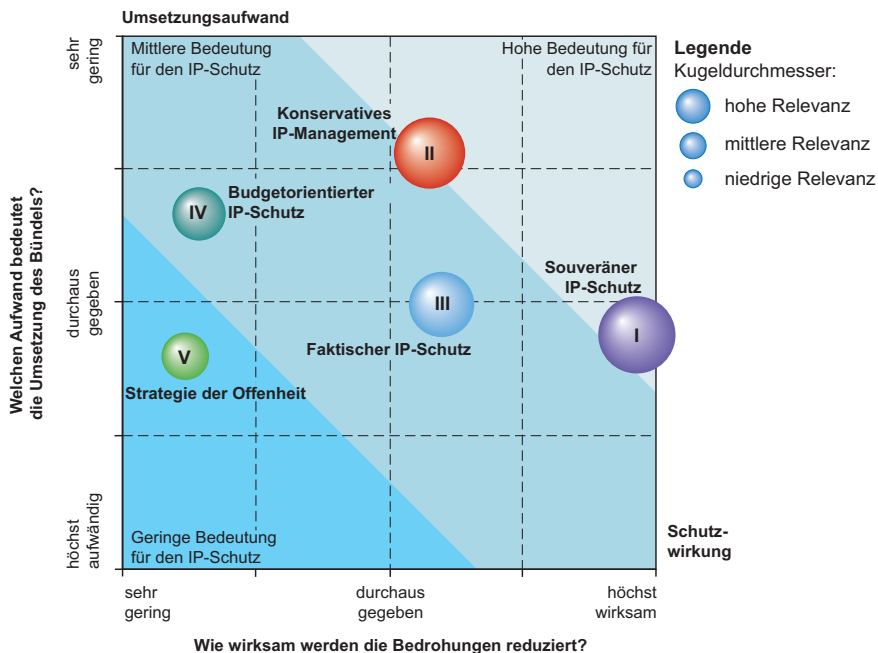 Umsetzungsaufwand
sehr
gering
Mittlere Bedeutung
für den IP-Schutz
Hohe Bedeutung für
den IP-Schutz
Legende
Kugeldurchmesser:
hohe Relevanz
mittlere Relevanz
niedrige Relevanz
Konservatives
IP-Management
II
Budgetorientierter
IP-Schutz
IV
Welchen Aufwand bedeutet
die Umsetzung des Bündels?
durchaus
gegeben
Souveräner
IP-Schutz
III
I
Faktischer IP-Schutz
V
Strategie der Offenheit
höchst
aufwändig
Geringe Bedeutung
für den IP-Schutz
Schutz-
wirkung
sehr
gering
durchaus
gegeben
höchst
wirksam
Wie wirksam werden die Bedrohungen reduziert?